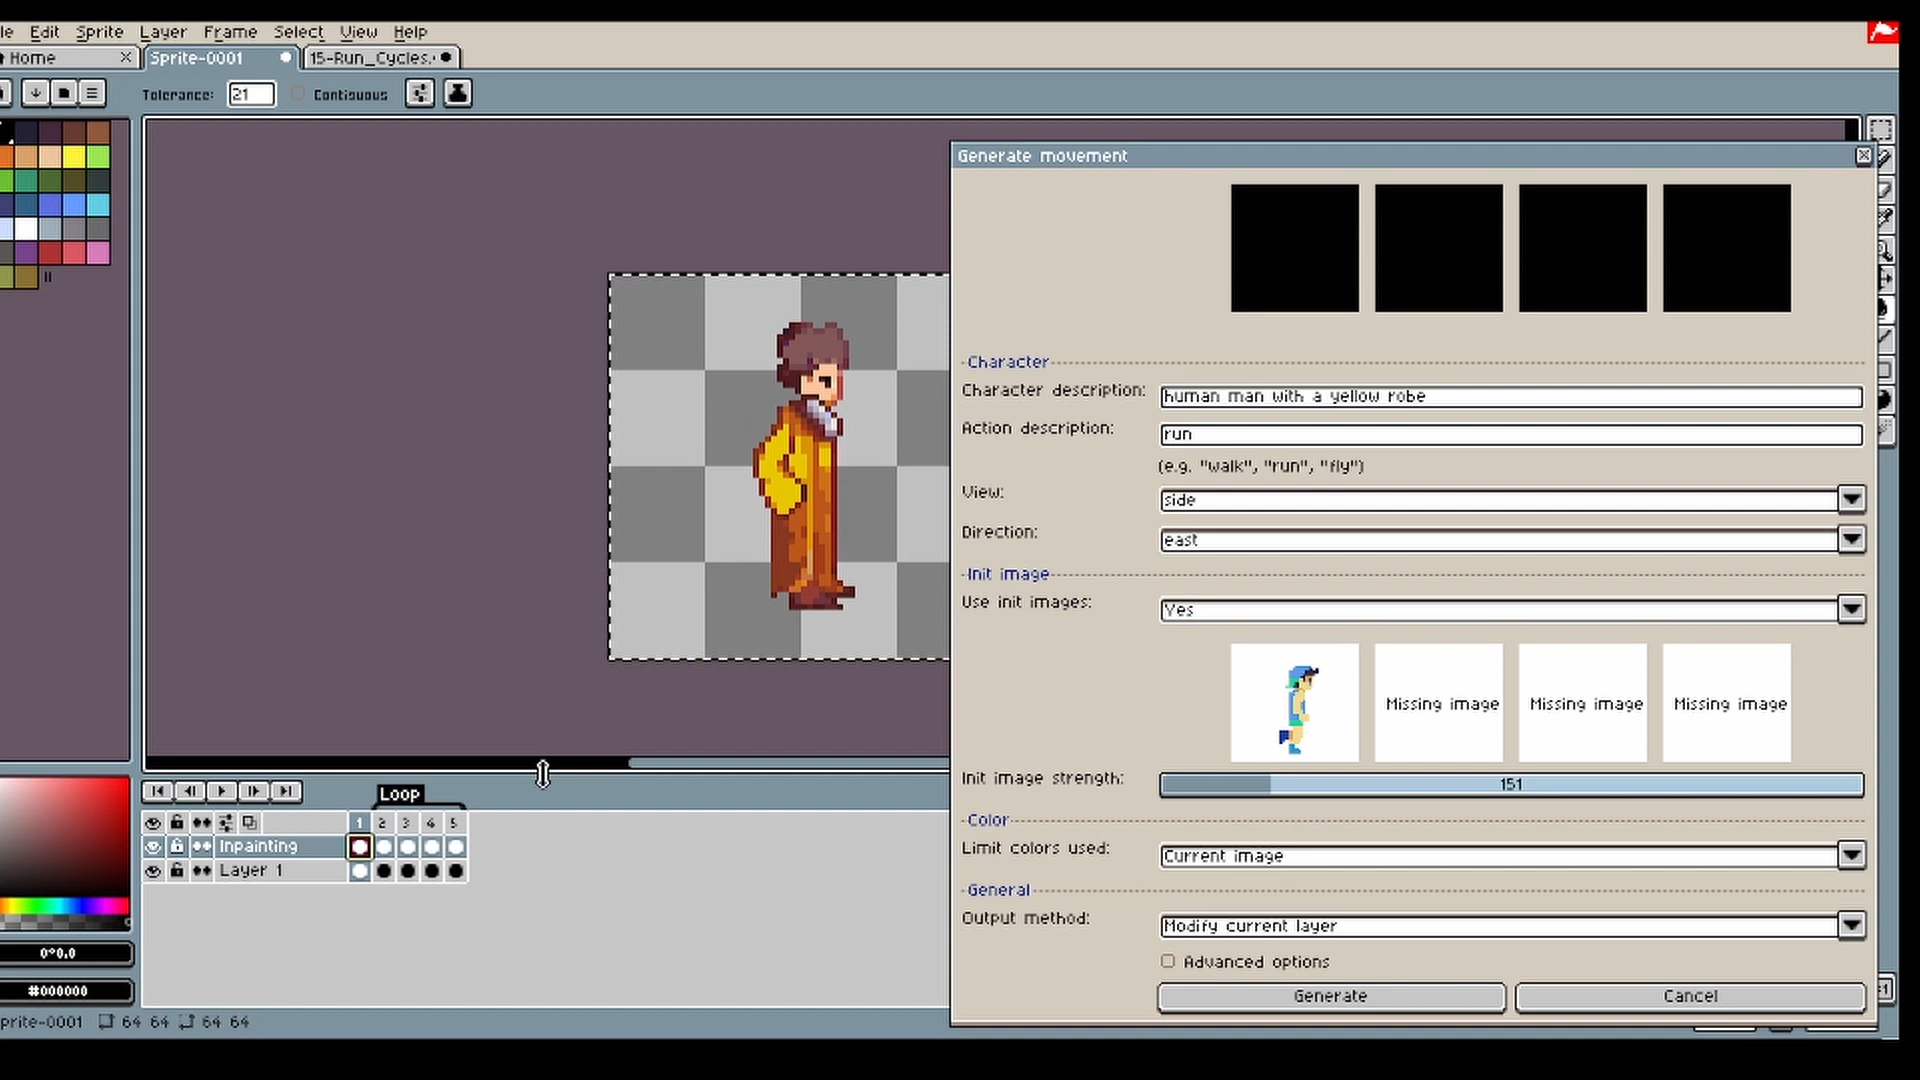 le Edit Sprite Layer Frame Select View Help
Home Sprite-0001 15-Run_Cycles.
Tolerance: 21 Contiguous
Generate movement
Character
Character description: human man with a yellow robe
Action description: run
(e.g. "walk", "run", "fly")
View: side
Direction: east
Init image
Use init images: Yes
Missing image Missing image Missing image
Init image strength: 151
Color
Limit colors used: Current image
General
Output method: Modify current layer
Advanced options
Generate Cancel
Loop
1 2 3 4 5
Inpainting
Layer 1
0°0.0
#000000
prite-0001 64 64 64 64